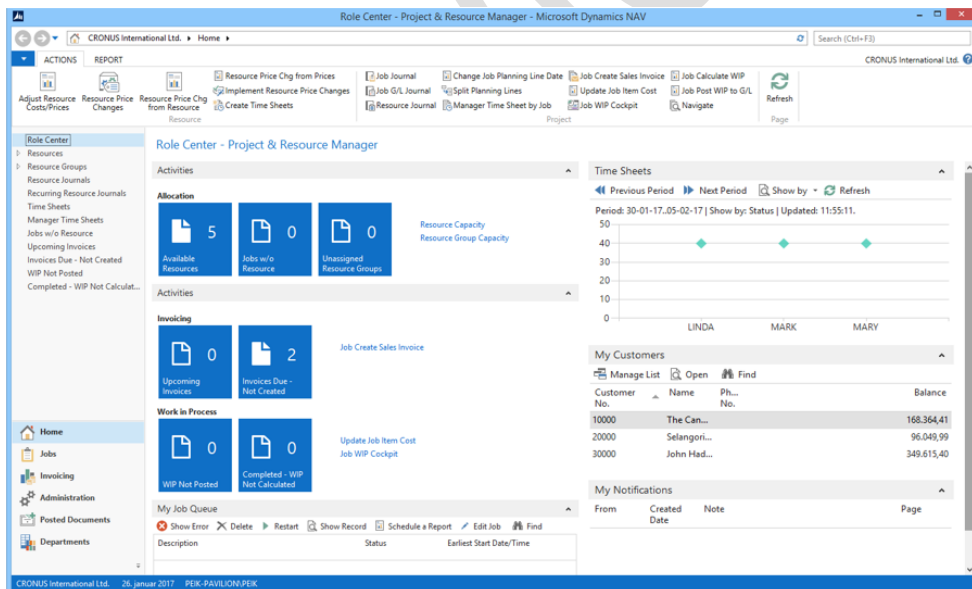 Role Center - Project & Resource Manager - Microsoft Dynamics NAV
CRONUS International Ltd. Home
Search (Ctrl+F3)
ACTIONS REPORT
CRONUS International Ltd.
Adjust Resource Costs/Prices
Resource Price Changes
Resource Price Chg from Resource
Resource Price Chg from Prices
Implement Resource Price Changes
Create Time Sheets
Resource
Job Journal
Job G/L Journal
Resource Journal
Change Job Planning Line Date
Split Planning Lines
Manager Time Sheet by Job
Job Create Sales Invoice
Update Job Item Cost
Job WIP Cockpit
Job Calculate WIP
Job Post WIP to G/L
Navigate
Project
Refresh
Page
Role Center
Resources
Resource Groups
Resource Journals
Recurring Resource Journals
Time Sheets
Manager Time Sheets
Jobs w/o Resource
Upcoming Invoices
Invoices Due - Not Created
WIP Not Posted
Completed - WIP Not Calculat...
Home
Jobs
Invoicing
Administration
Posted Documents
Departments
Role Center - Project & Resource Manager
Activities
Allocation
5
Available Resources
0
Jobs w/o Resource
0
Unassigned Resource Groups
Resource Capacity
Resource Group Capacity
Activities
Invoicing
0
Upcoming Invoices
2
Invoices Due - Not Created
Job Create Sales Invoice
Work in Process
0
WIP Not Posted
0
Completed - WIP Not Calculated
Update Job Item Cost
Job WIP Cockpit
My Job Queue
Show Error Delete Restart Show Record Schedule a Report Edit Job Find
Description Status Earliest Start Date/Time
Time Sheets
Previous Period Next Period Show by Refresh
Period: 30-01-17..05-02-17 | Show by: Status | Updated: 11:55:11.
50
40
30
20
10
0
LINDA MARK MARY
My Customers
Manage List Open Find
Customer No. Name Ph... No. Balance
10000 The Can... 168.364,41
20000 Selangori... 96.049,99
30000 John Had... 349.615,40
My Notifications
From Created Date Note Page
CRONUS International Ltd. 26. januar 2017 PEIK-PAVILION\PEIK